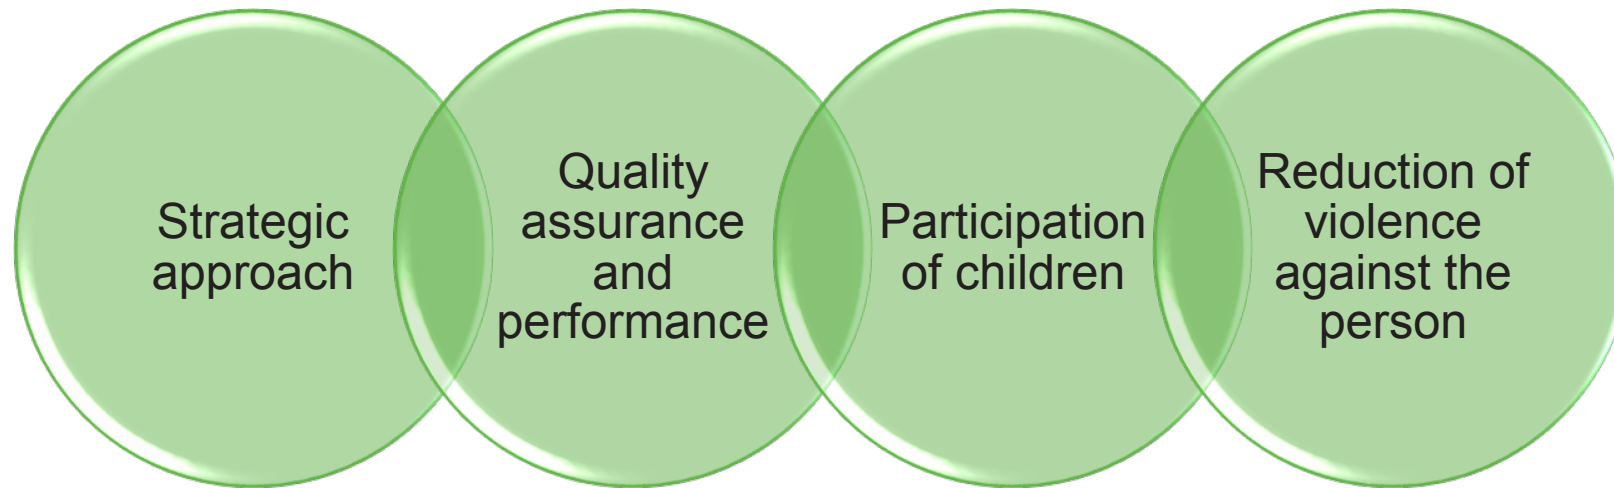 Strategic
approach
Quality
assurance
and
performance
Participation
of children
Reduction of
violence
against the
person